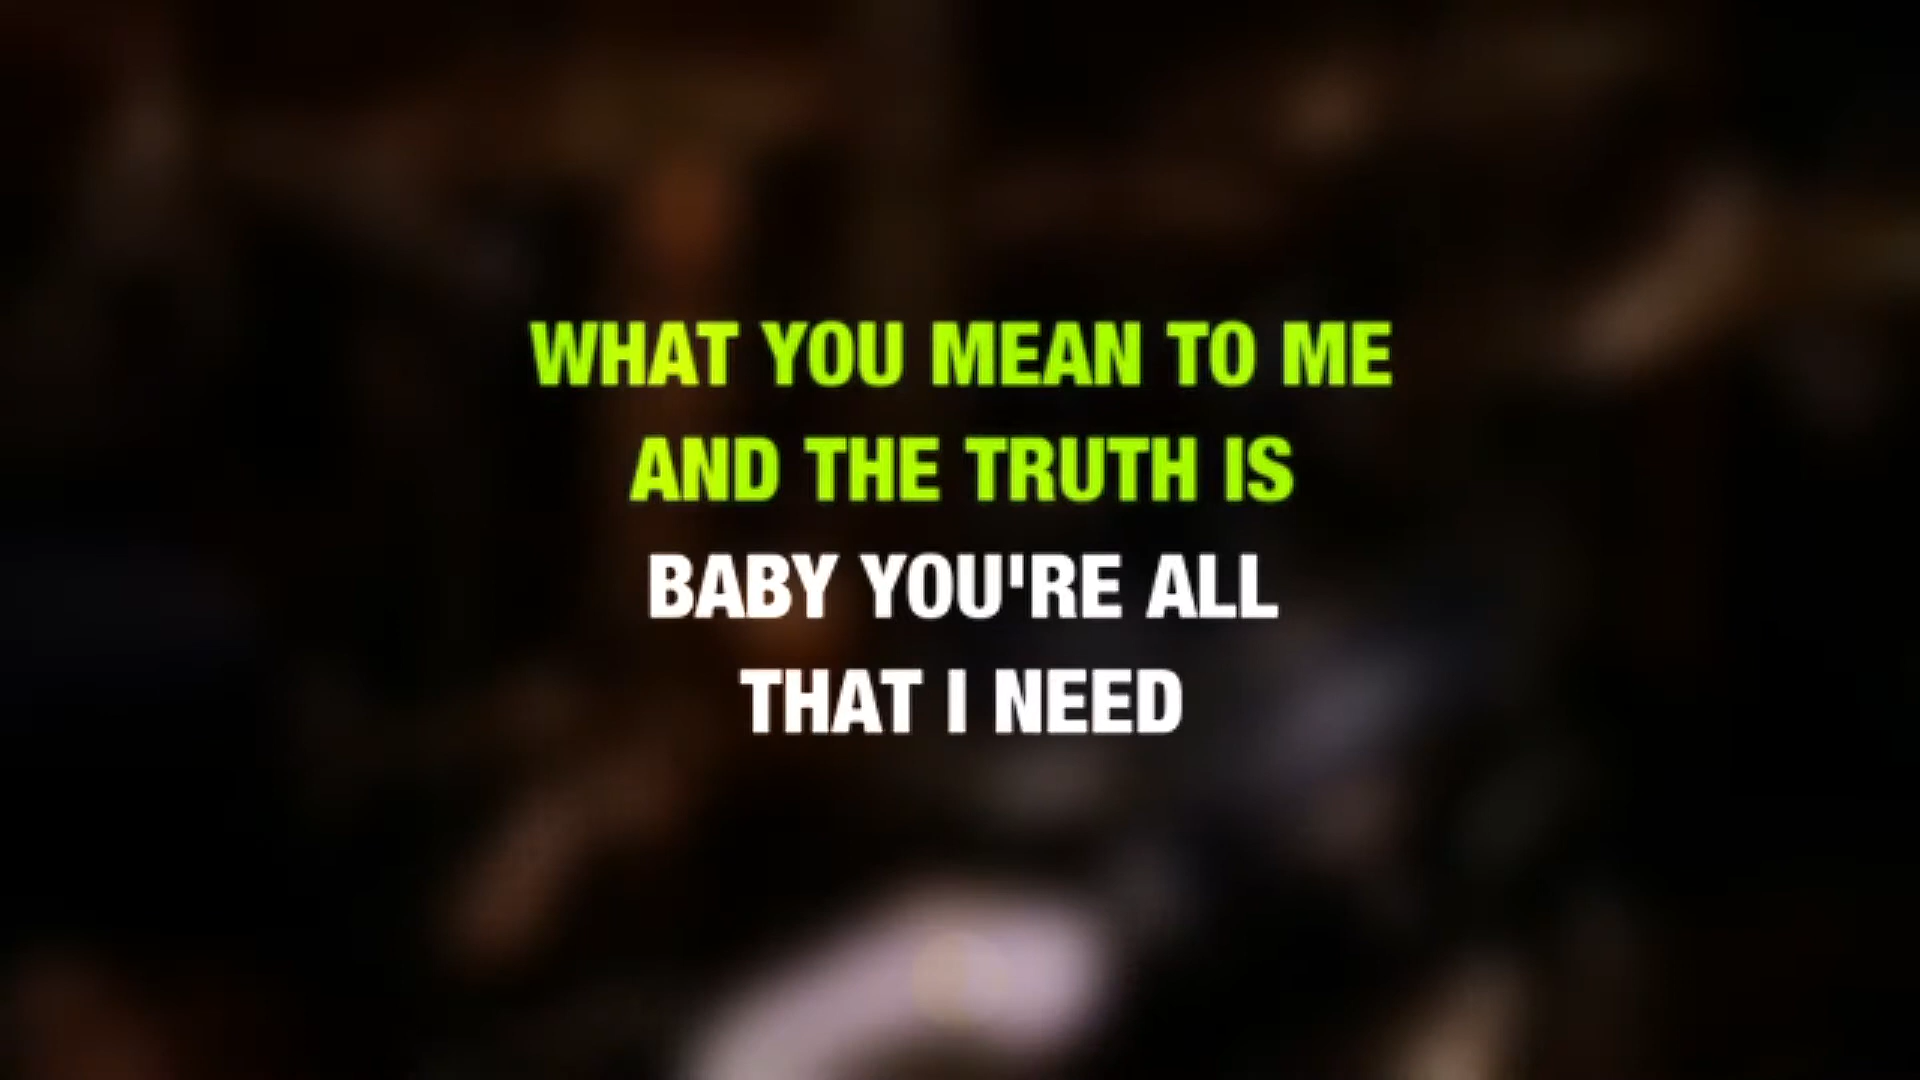 WHAT YOU MEAN TO ME
AND THE TRUTH IS
BABY YOU'RE ALL
THAT I NEED